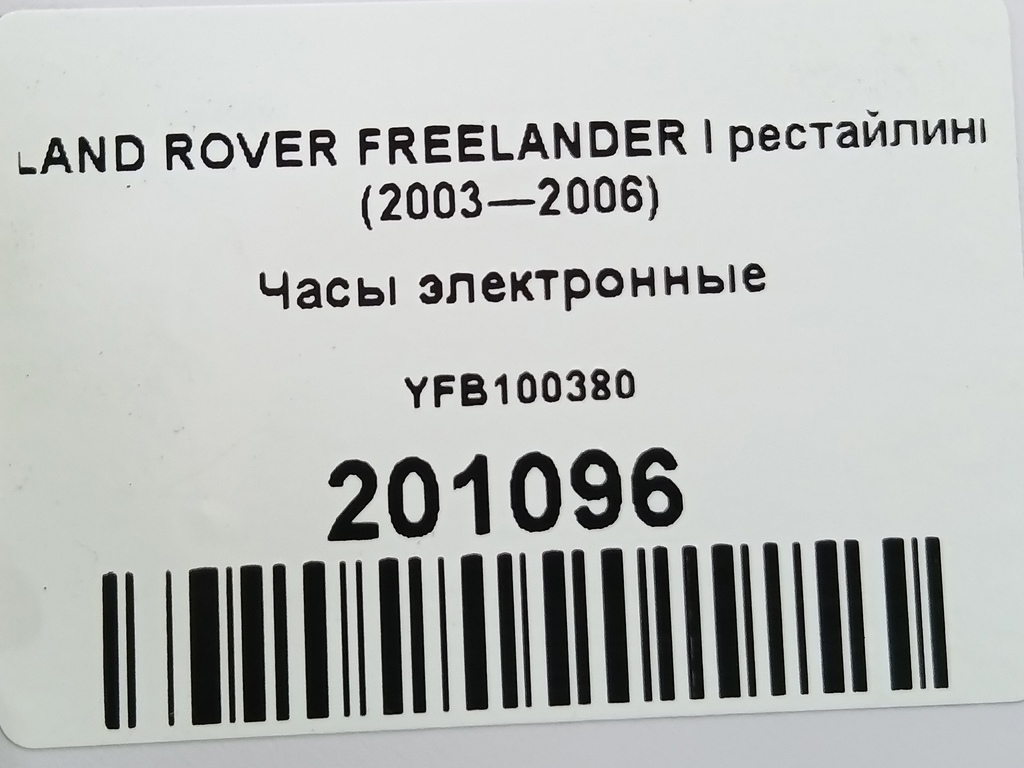 LAND ROVER FREELANDER I рестайлинг
(2003—2006)
Часы электронные
YFB100380
201096